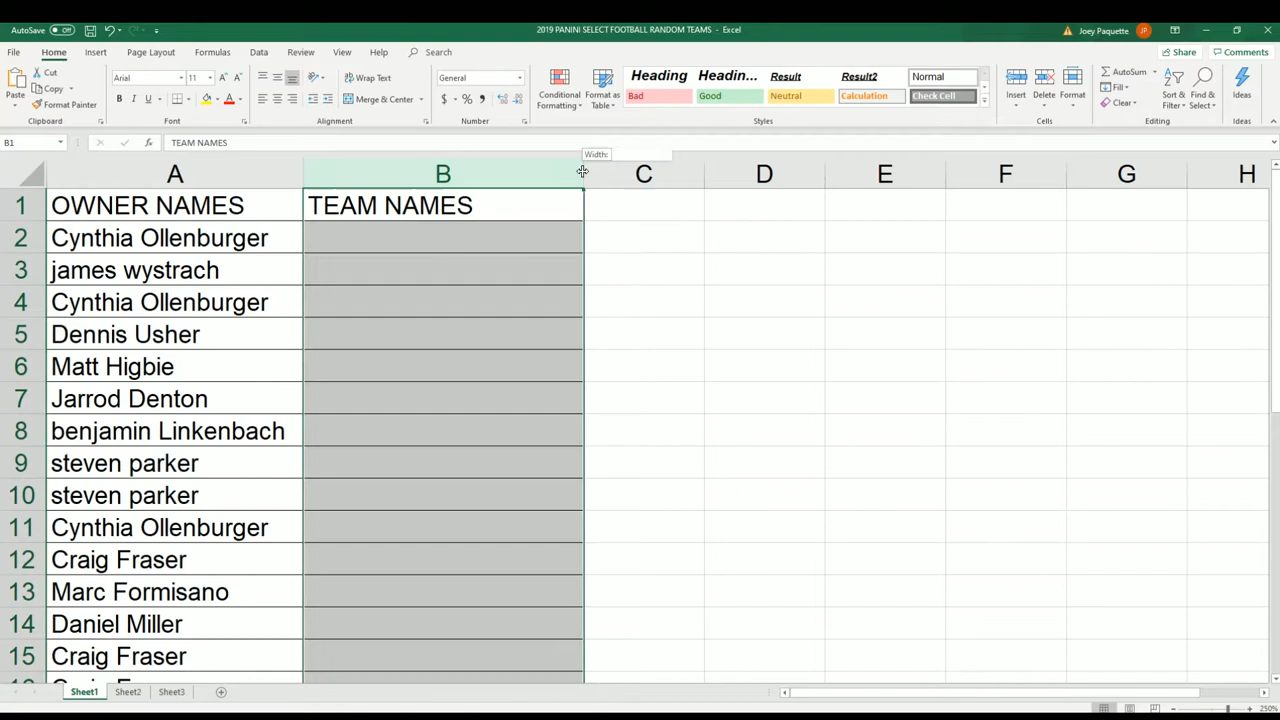 AutoSave Off
2019 PANINI SELECT FOOTBALL RANDOM TEAMS - Excel
Joey Paquette JP
File Home Insert Page Layout Formulas Data Review View Help Search
Share Comments
Paste
Cut
Copy
Format Painter
Clipboard
Arial 11
B I U
Font
Wrap Text
Merge & Center
Alignment
General
$ % ,
Number
Conditional Formatting
Format as Table
Heading Headin... Result Result2 Normal
Bad Good Neutral Calculation Check Cell
Styles
Insert Delete Format
Cells
AutoSum
Fill
Clear
Sort & Filter
Find & Select
Editing
Ideas
Ideas
B1 fx TEAM NAMES
Width:
A B C D E F G H
1 OWNER NAMES TEAM NAMES
2 Cynthia Ollenburger
3 james wystrach
4 Cynthia Ollenburger
5 Dennis Usher
6 Matt Higbie
7 Jarrod Denton
8 benjamin Linkenbach
9 steven parker
10 steven parker
11 Cynthia Ollenburger
12 Craig Fraser
13 Marc Formisano
14 Daniel Miller
15 Craig Fraser
Sheet1 Sheet2 Sheet3
250%